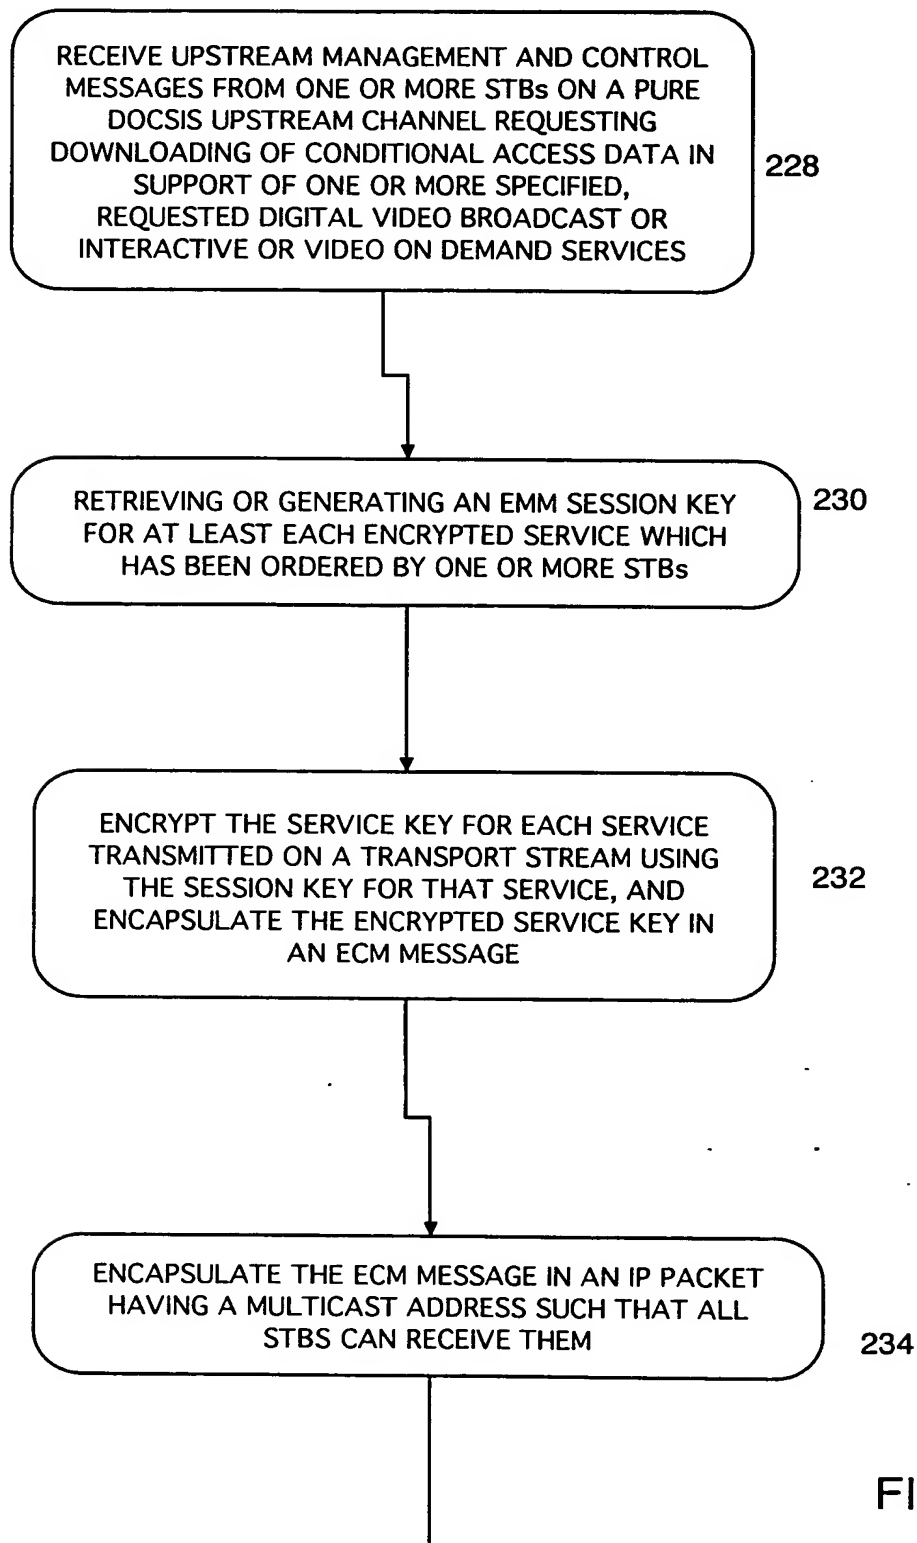 RECEIVE UPSTREAM MANAGEMENT AND CONTROL
MESSAGES FROM ONE OR MORE STBs ON A PURE
DOCSIS UPSTREAM CHANNEL REQUESTING
DOWNLOADING OF CONDITIONAL ACCESS DATA IN
SUPPORT OF ONE OR MORE SPECIFIED,
REQUESTED DIGITAL VIDEO BROADCAST OR
INTERACTIVE OR VIDEO ON DEMAND SERVICES
228
RETRIEVING OR GENERATING AN EMM SESSION KEY
FOR AT LEAST EACH ENCRYPTED SERVICE WHICH
HAS BEEN ORDERED BY ONE OR MORE STBs
230
ENCRYPT THE SERVICE KEY FOR EACH SERVICE
TRANSMITTED ON A TRANSPORT STREAM USING
THE SESSION KEY FOR THAT SERVICE, AND
ENCAPSULATE THE ENCRYPTED SERVICE KEY IN
AN ECM MESSAGE
232
ENCAPSULATE THE ECM MESSAGE IN AN IP PACKET
HAVING A MULTICAST ADDRESS SUCH THAT ALL
STBS CAN RECEIVE THEM
234
FI